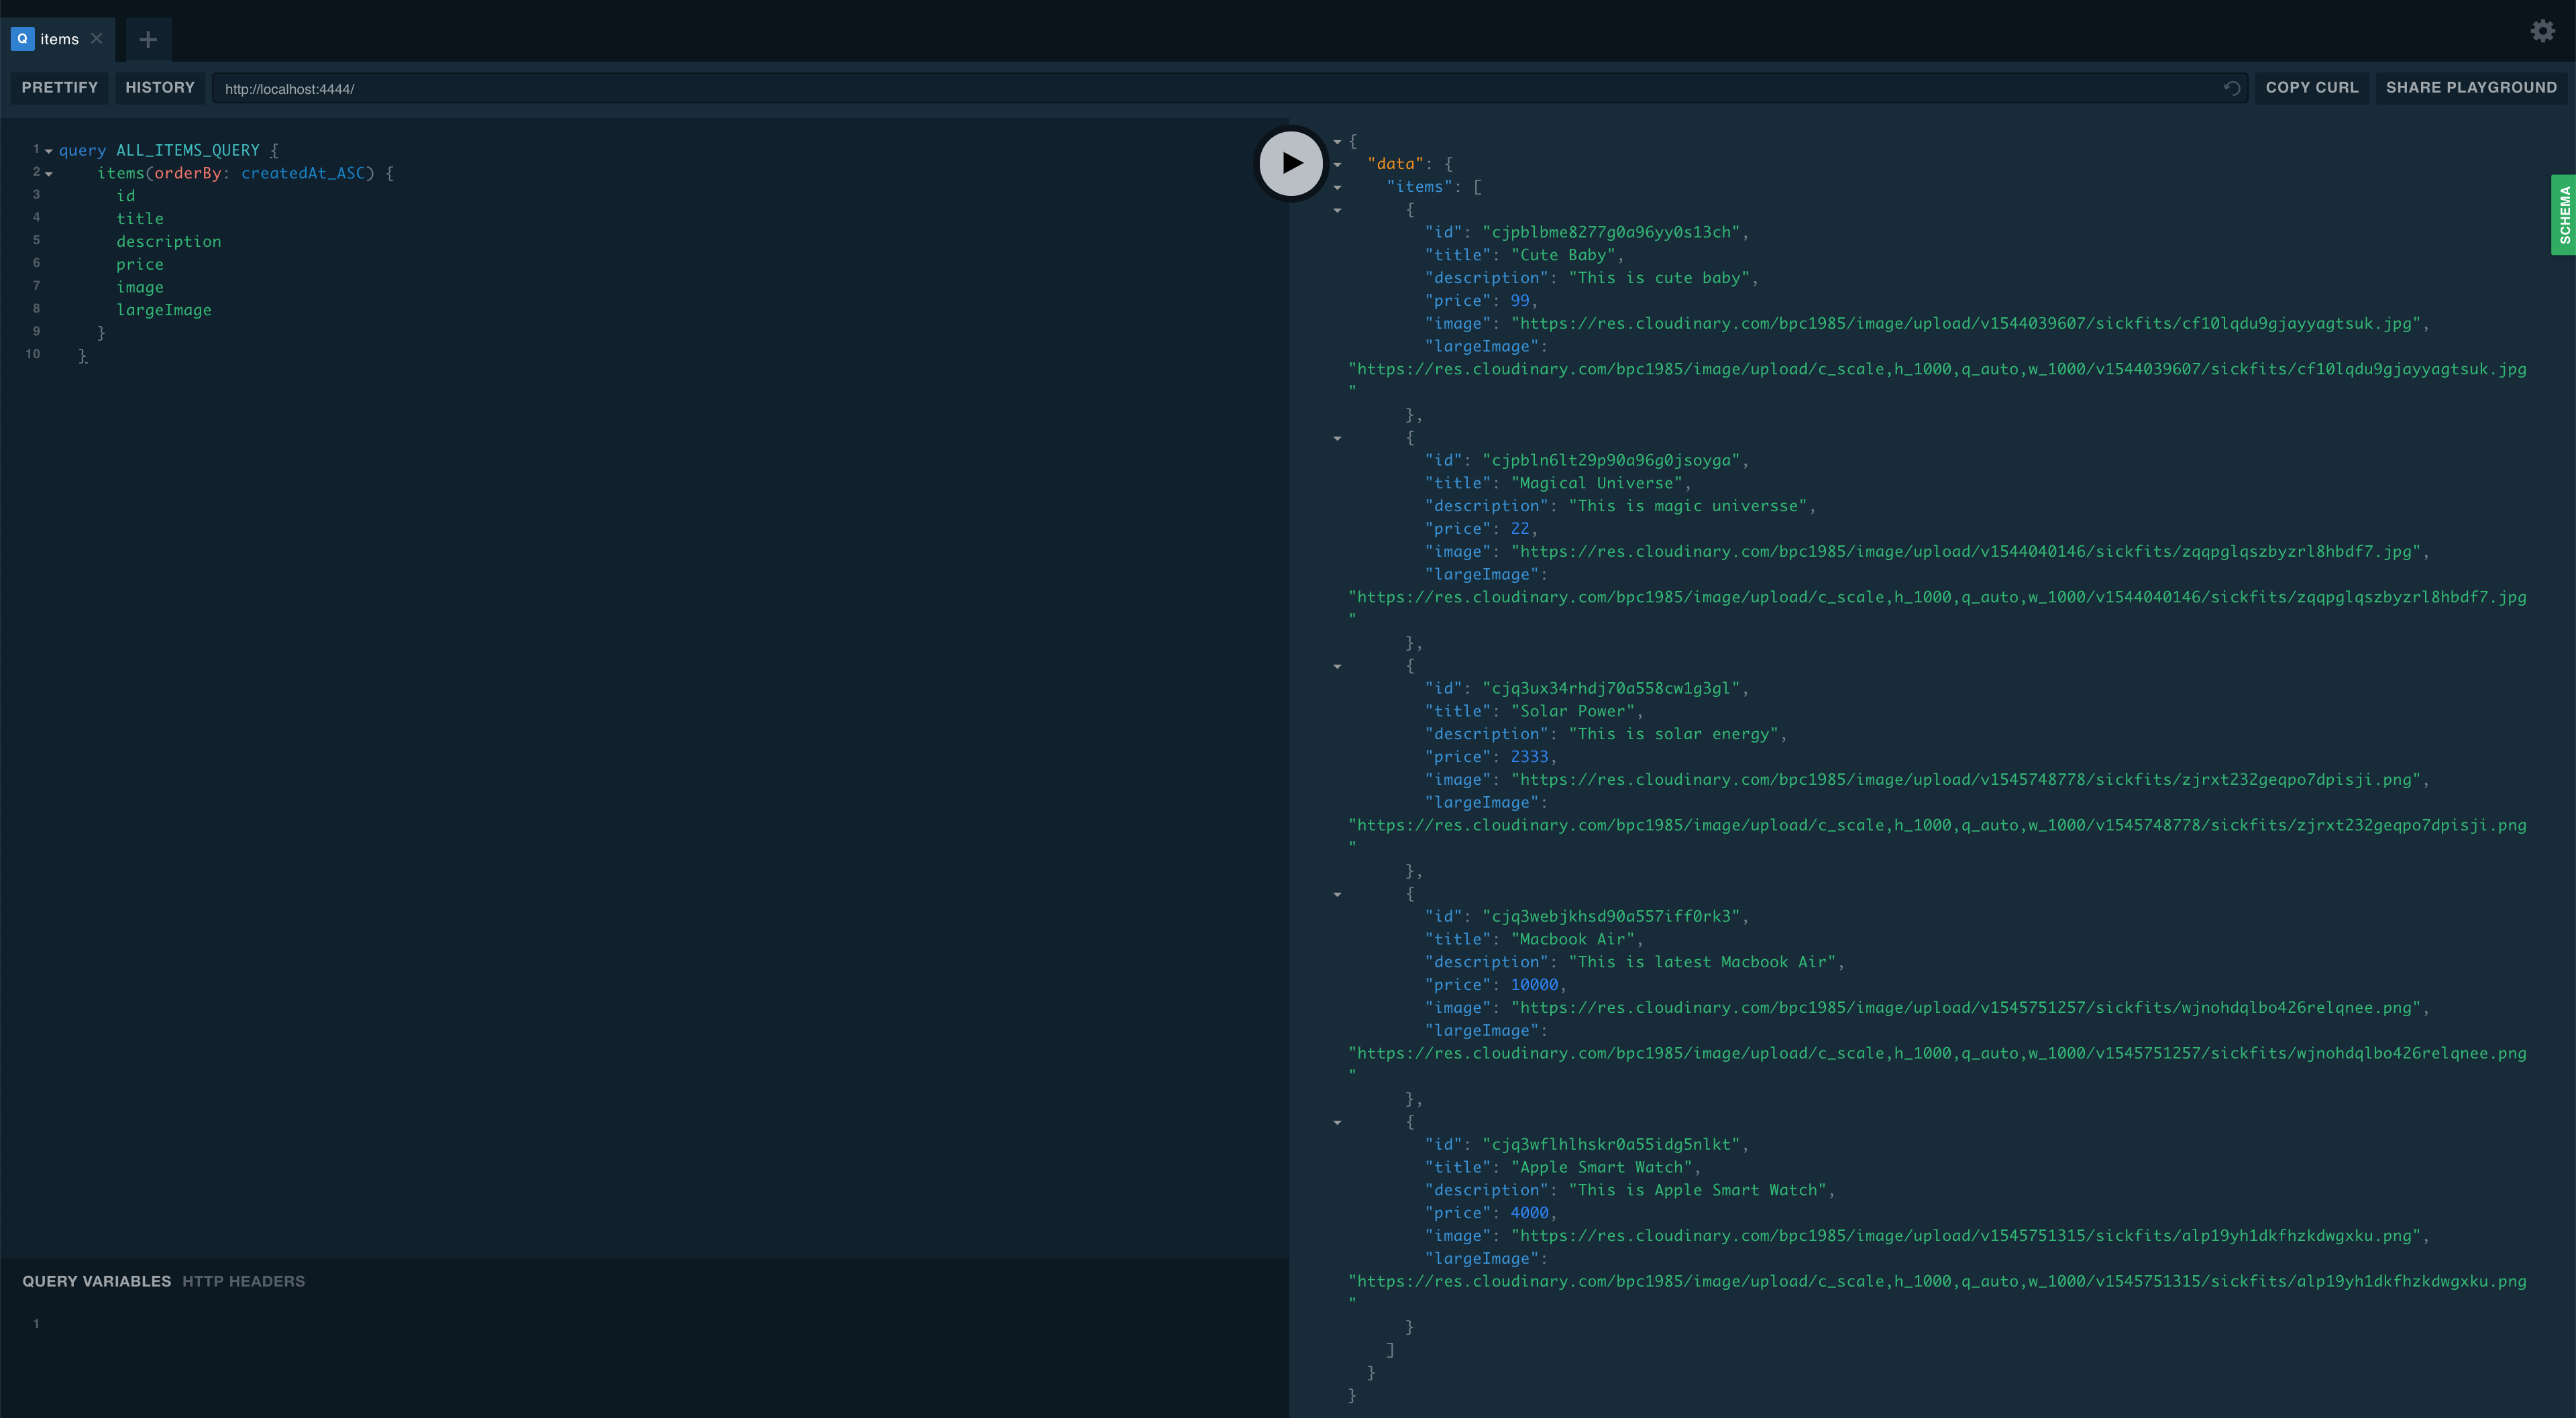 Q items
PRETTIFY HISTORY http://localhost:4444/ COPY CURL SHARE PLAYGROUND
1 query ALL_ITEMS_QUERY {
2 items(orderBy: createdAt_ASC) {
3 id
4 title
5 description
6 price
7 image
8 largeImage
9 }
10 }
QUERY VARIABLES HTTP HEADERS
1
{
"data": {
"items": [
{
"id": "cjpblbme8277g0a96yy0s13ch",
"title": "Cute Baby",
"description": "This is cute baby",
"price": 99,
"image": "https://res.cloudinary.com/bpc1985/image/upload/v1544039607/sickfits/cf10lqdu9gjayyagtsuk.jpg",
"largeImage":
"https://res.cloudinary.com/bpc1985/image/upload/c_scale,h_1000,q_auto,w_1000/v1544039607/sickfits/cf10lqdu9gjayyagtsuk.jpg
"
},
{
"id": "cjpbln6lt29p90a96g0jsoyga",
"title": "Magical Universe",
"description": "This is magic universse",
"price": 22,
"image": "https://res.cloudinary.com/bpc1985/image/upload/v1544040146/sickfits/zqqpglqszbyzrl8hbdf7.jpg",
"largeImage":
"https://res.cloudinary.com/bpc1985/image/upload/c_scale,h_1000,q_auto,w_1000/v1544040146/sickfits/zqqpglqszbyzrl8hbdf7.jpg
"
},
{
"id": "cjq3ux34rhdj70a558cw1g3gl",
"title": "Solar Power",
"description": "This is solar energy",
"price": 2333,
"image": "https://res.cloudinary.com/bpc1985/image/upload/v1545748778/sickfits/zjrxt232geqpo7dpisji.png",
"largeImage":
"https://res.cloudinary.com/bpc1985/image/upload/c_scale,h_1000,q_auto,w_1000/v1545748778/sickfits/zjrxt232geqpo7dpisji.png
"
},
{
"id": "cjq3webjkhsd90a557iff0rk3",
"title": "Macbook Air",
"description": "This is latest Macbook Air",
"price": 10000,
"image": "https://res.cloudinary.com/bpc1985/image/upload/v1545751257/sickfits/wjnohdqlbo426relqnee.png",
"largeImage":
"https://res.cloudinary.com/bpc1985/image/upload/c_scale,h_1000,q_auto,w_1000/v1545751257/sickfits/wjnohdqlbo426relqnee.png
"
},
{
"id": "cjq3wflhlhskr0a55idg5nlkt",
"title": "Apple Smart Watch",
"description": "This is Apple Smart Watch",
"price": 4000,
"image": "https://res.cloudinary.com/bpc1985/image/upload/v1545751315/sickfits/alp19yh1dkfhzkdwgxku.png",
"largeImage":
"https://res.cloudinary.com/bpc1985/image/upload/c_scale,h_1000,q_auto,w_1000/v1545751315/sickfits/alp19yh1dkfhzkdwgxku.png
"
}
]
}
}
SCHEMA